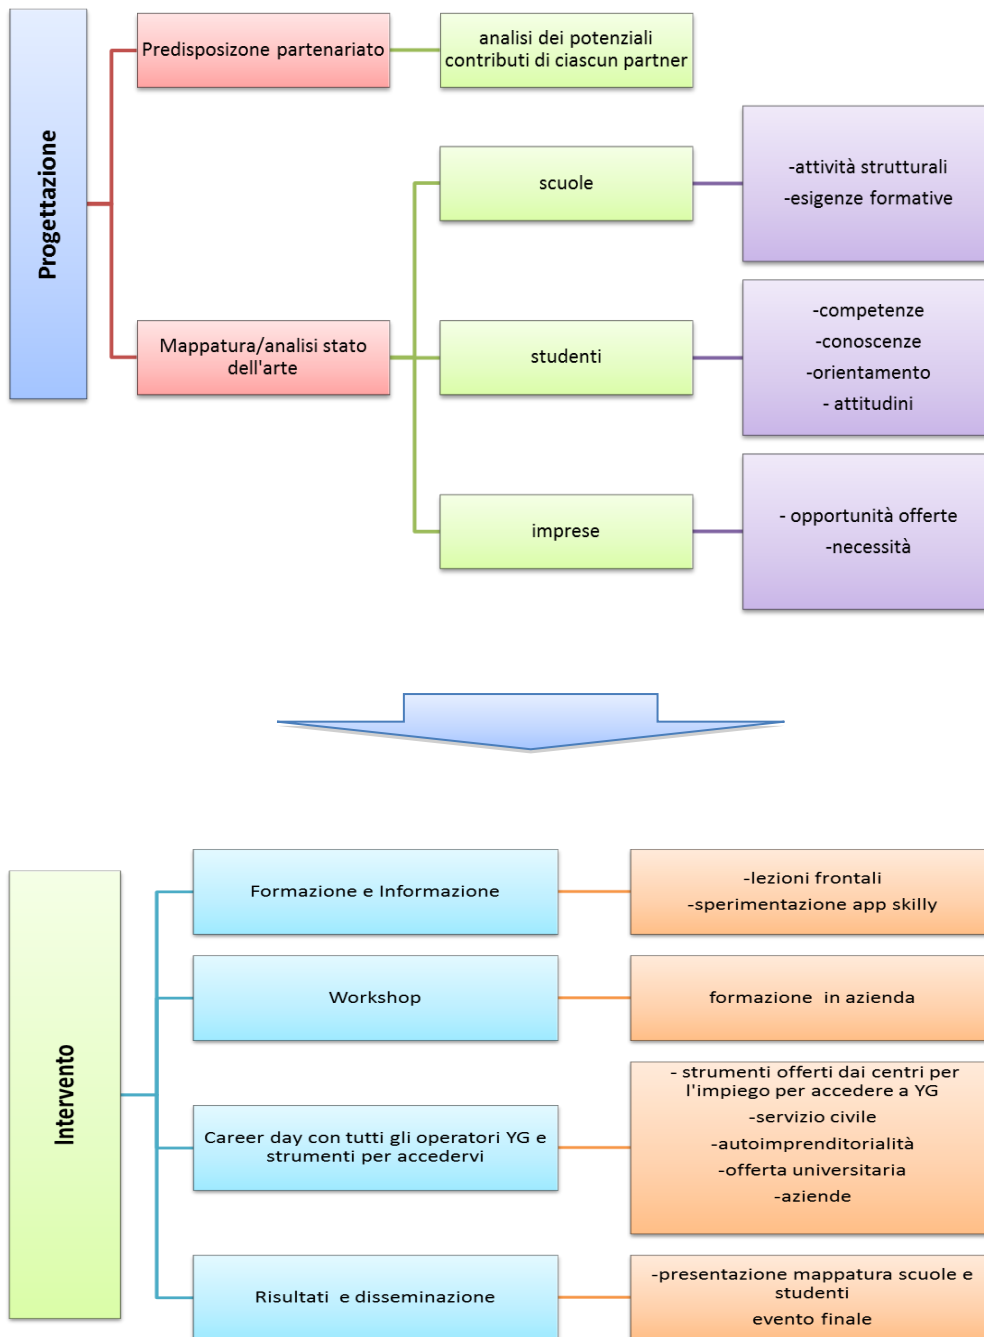 Progettazione
Predisposizone partenariato
analisi dei potenziali
contributi di ciascun partner
Mappatura/analisi stato
dell'arte
scuole
-attività strutturali
-esigenze formative
studenti
-competenze
-conoscenze
-orientamento
- attitudini
imprese
- opportunità offerte
-necessità
Intervento
Formazione e Informazione
-lezioni frontali
-sperimentazione app skilly
Workshop
formazione in azienda
Career day con tutti gli operatori YG e
strumenti per accedervi
- strumenti offerti dai centri per
l'impiego per accedere a YG
-servizio civile
-autoimprenditorialità
-offerta universitaria
-aziende
Risultati e disseminazione
-presentazione mappatura scuole e
studenti
evento finale